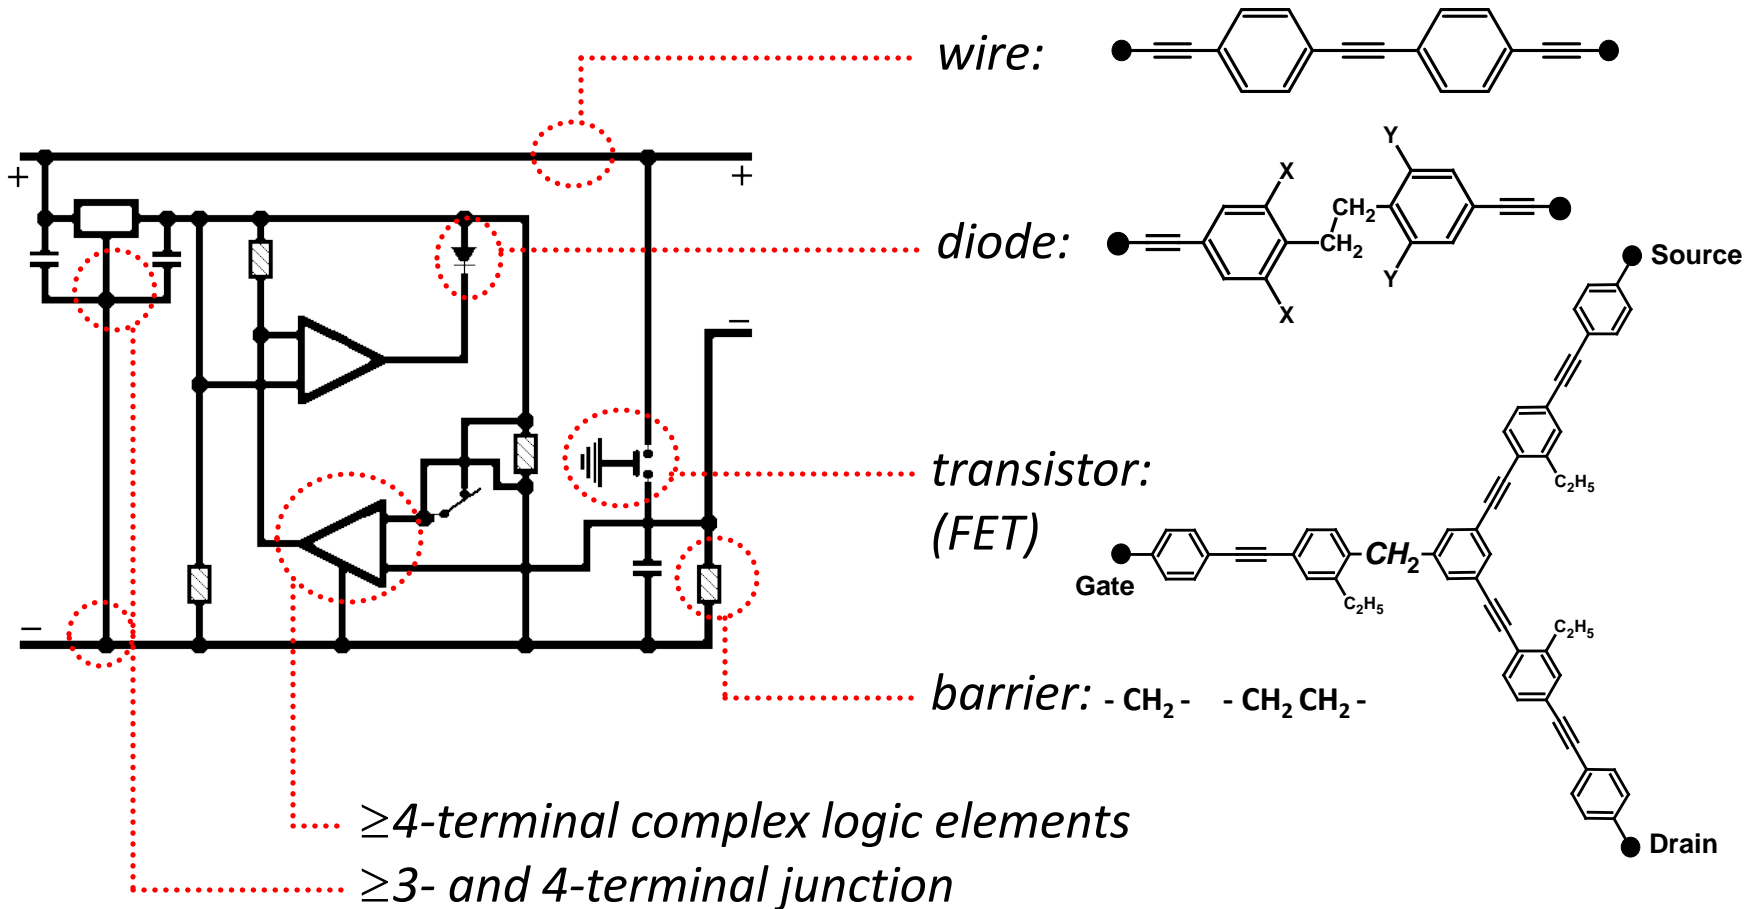 wire:
+
+
diode:
X
X
CH₂
CH₂
Y
Y
Source
−
transistor:
(FET)
C₂H₅
CH₂
Gate
C₂H₅
C₂H₅
−
barrier: - CH₂ - - CH₂ CH₂ -
≥4-terminal complex logic elements
Drain
≥3- and 4-terminal junction